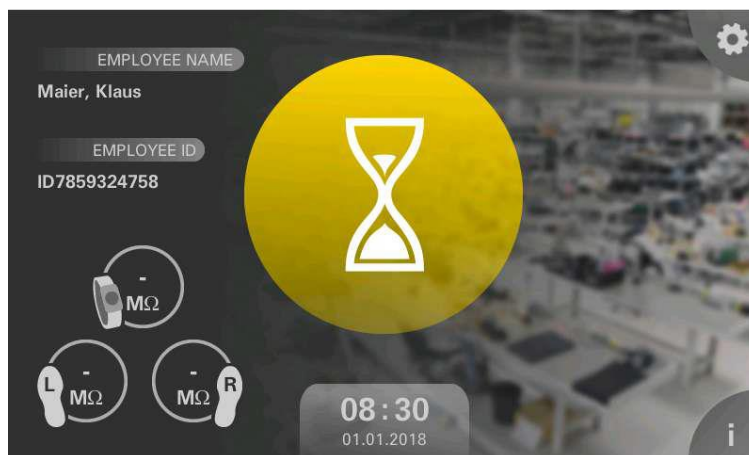 EMPLOYEE NAME
Maier, Klaus
EMPLOYEE ID
ID7859324758
-
MΩ
L
-
MΩ
-
MΩ
R
08:30
01.01.2018
i